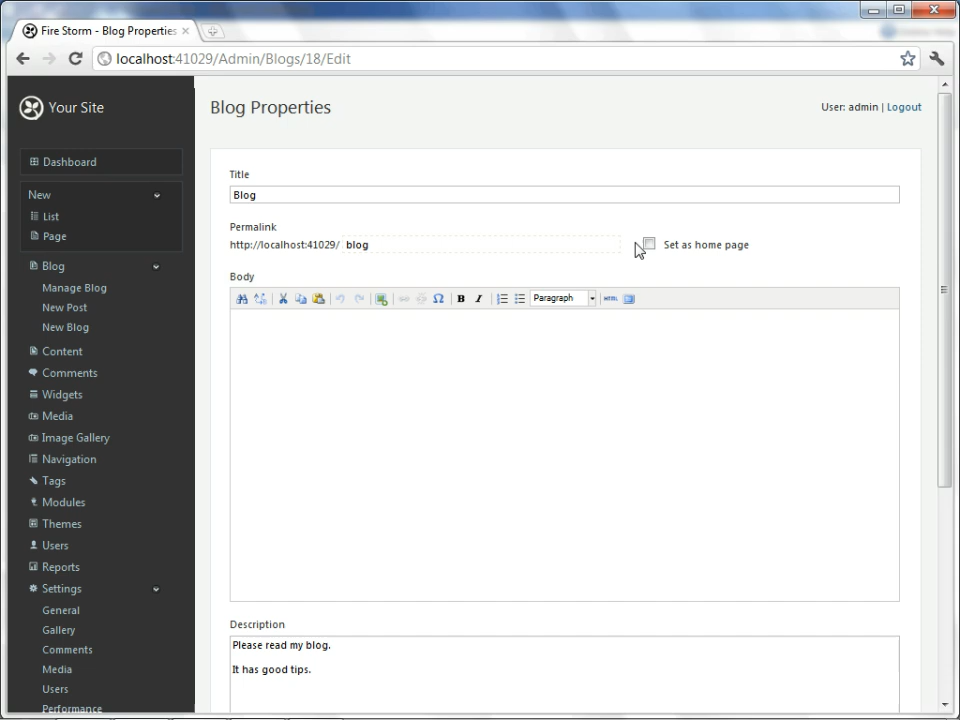 Fire Storm - Blog Properties
localhost:41029/Admin/Blogs/18/Edit
Your Site
Blog Properties
User: admin | Logout
Dashboard
New
List
Page
Blog
Manage Blog
New Post
New Blog
Content
Comments
Widgets
Media
Image Gallery
Navigation
Tags
Modules
Themes
Users
Reports
Settings
General
Gallery
Comments
Media
Users
Performance
Title
Blog
Permalink
http://localhost:41029/ blog
Set as home page
Body
B I Paragraph HTML
Description
Please read my blog.
It has good tips.